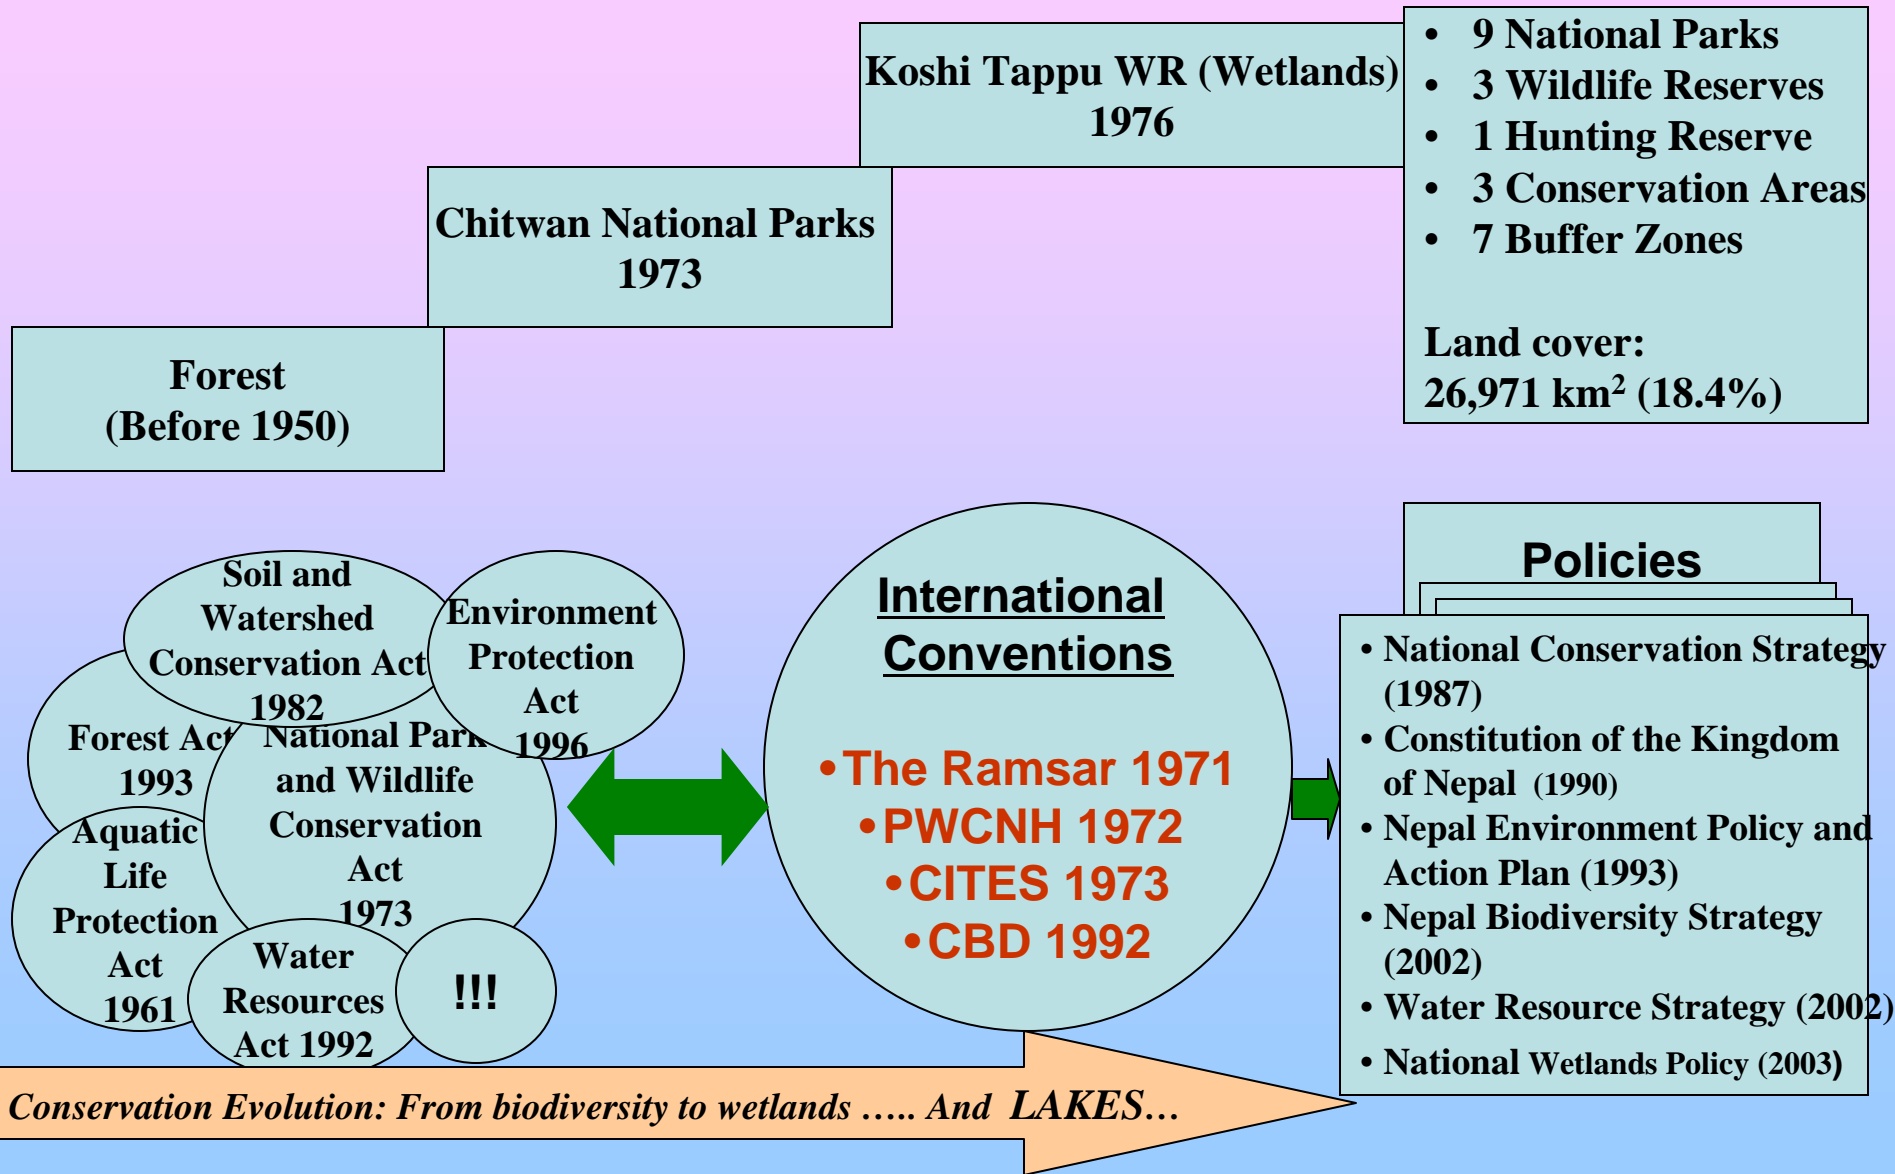 Koshi Tappu WR (Wetlands)
1976
• 9 National Parks
• 3 Wildlife Reserves
• 1 Hunting Reserve
• 3 Conservation Areas
• 7 Buffer Zones
Land cover:
26,971 km² (18.4%)
Chitwan National Parks
1973
Forest
(Before 1950)
Soil and
Watershed
Conservation Act
1982
Environment
Protection
Act
1996
Forest Act
1993
National Park
and Wildlife
Conservation
Act
1973
Aquatic
Life
Protection
Act
1961
Water
Resources
Act 1992
!!!
International
Conventions
•The Ramsar 1971
•PWCNH 1972
•CITES 1973
•CBD 1992
Policies
• National Conservation Strategy
(1987)
• Constitution of the Kingdom
of Nepal (1990)
• Nepal Environment Policy and
Action Plan (1993)
• Nepal Biodiversity Strategy
(2002)
• Water Resource Strategy (2002)
• National Wetlands Policy (2003)
Conservation Evolution: From biodiversity to wetlands ….. And LAKES…